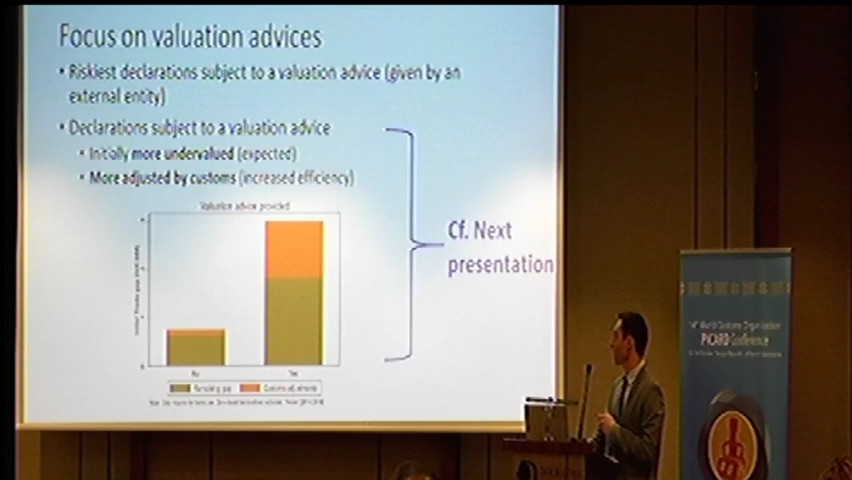 Focus on valuation advices
• Riskiest declarations subject to a valuation advice (given by an
external entity)
• Declarations subject to a valuation advice
• Initially more undervalued (expected)
• More adjusted by customs (increased efficiency)
Valuation advice provided
No
Yes
Remaining gap
Customs adjustments
Cf. Next
presentation
World Customs Organization
PICARD Conference